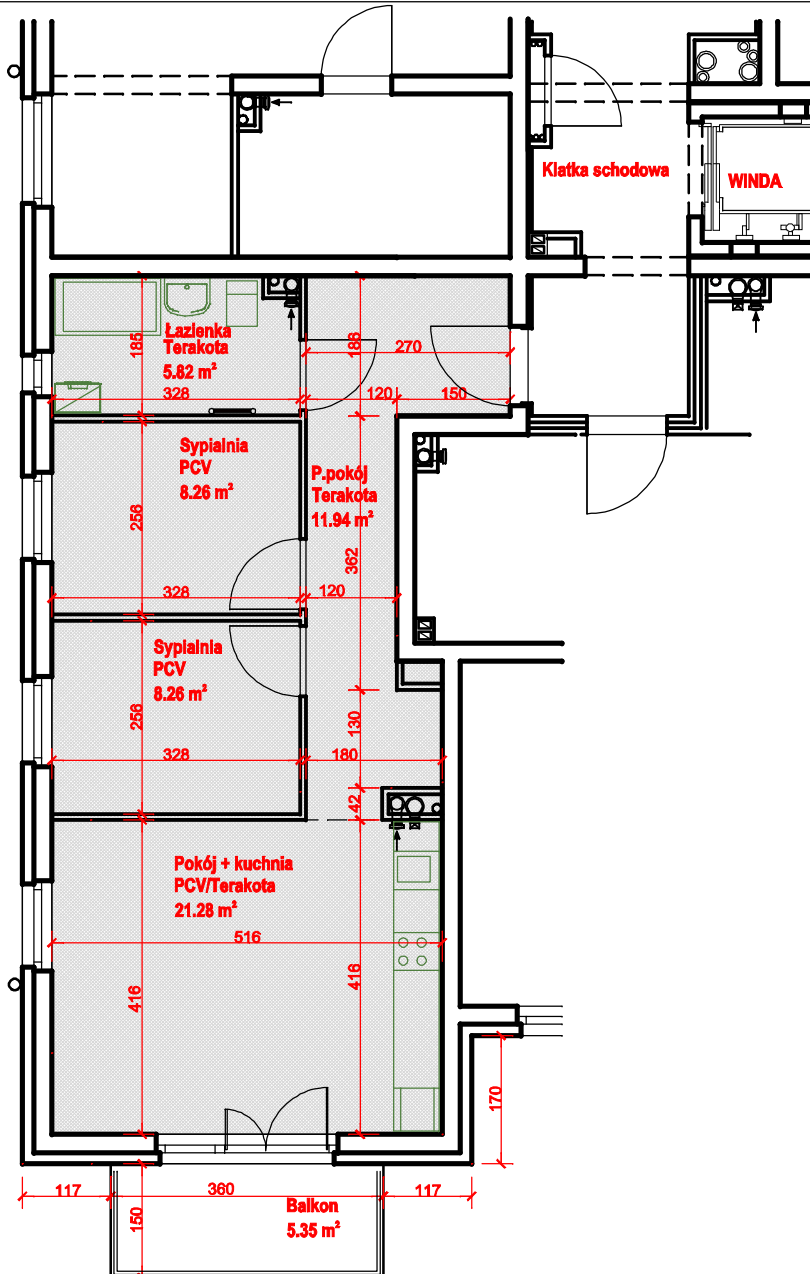 Klatka schodowa
WINDA
Łazienka
Terakota
5.82 m²
185
328
186
270
120
150
Sypialnia
PCV
8.26 m²
256
328
P.pokój
Terakota
11.94 m²
362
120
Sypialnia
PCV
8.26 m²
256
328
130
180
42
Pokój + kuchnia
PCV/Terakota
21.28 m²
516
416
416
170
117
360
117
150
Balkon
5.35 m²